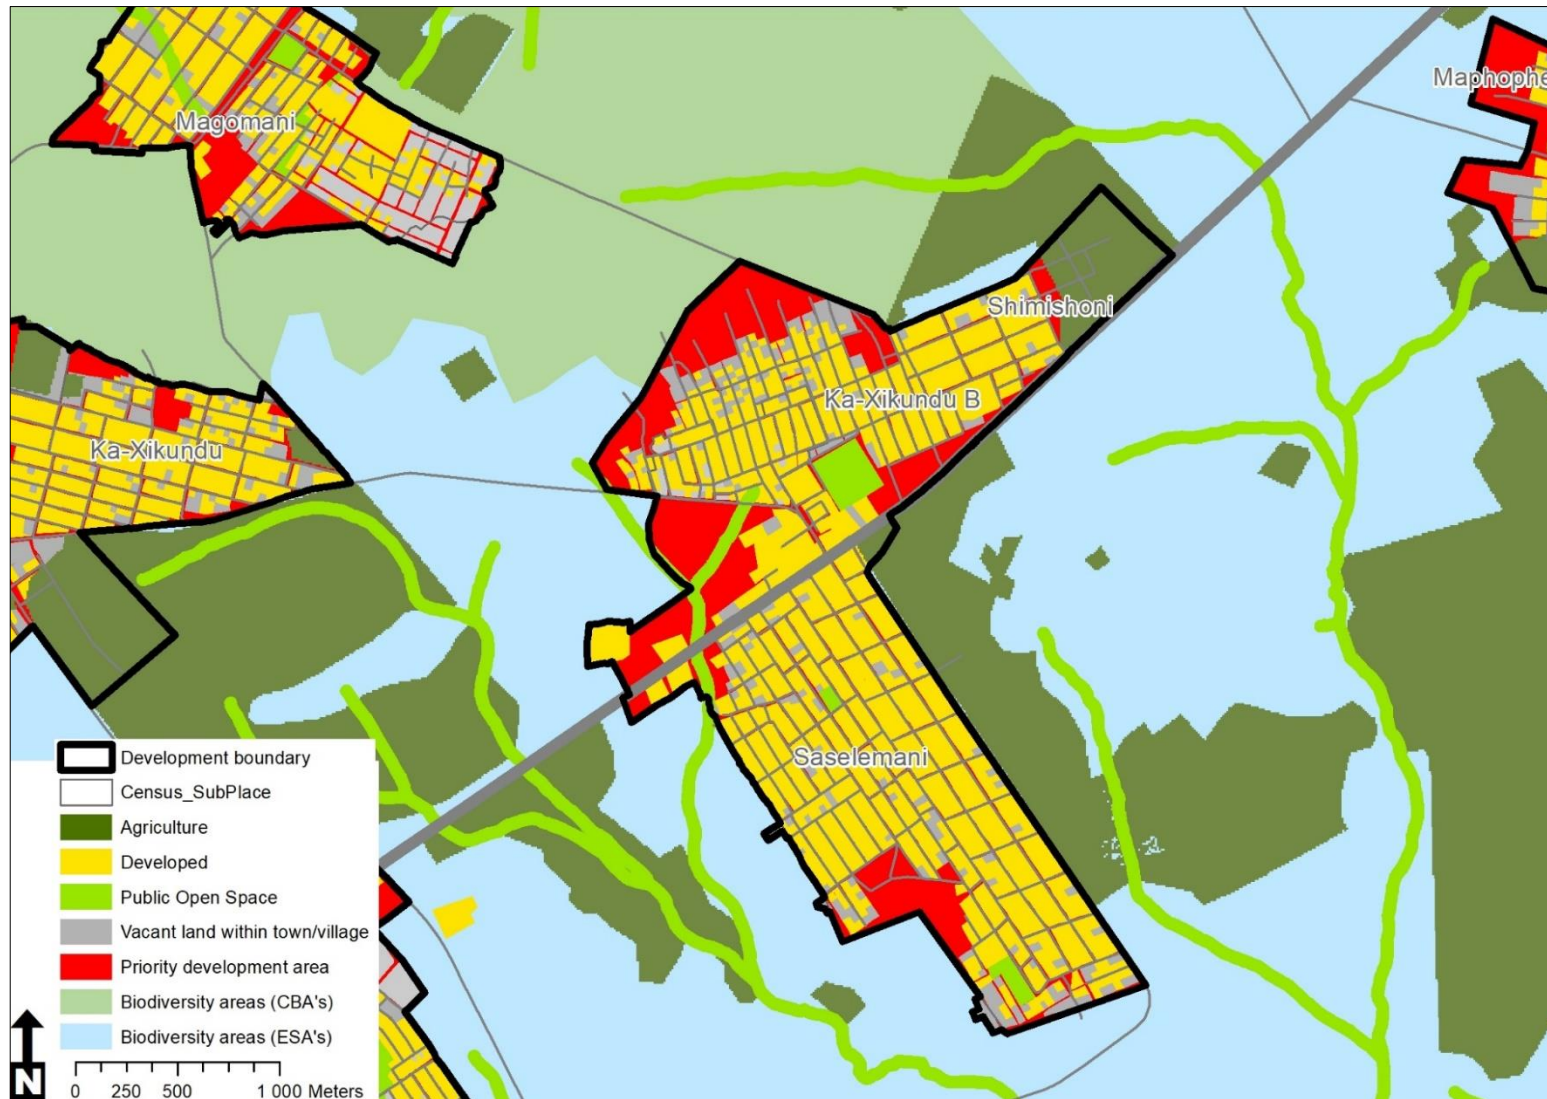 Maphophe
Magomani
Shimishoni
Ka-Xikundu B
Ka-Xikundu
Saselemani
Development boundary
Census_SubPlace
Agriculture
Developed
Public Open Space
Vacant land within town/village
Priority development area
Biodiversity areas (CBA's)
Biodiversity areas (ESA's)
N
0 250 500 1 000 Meters